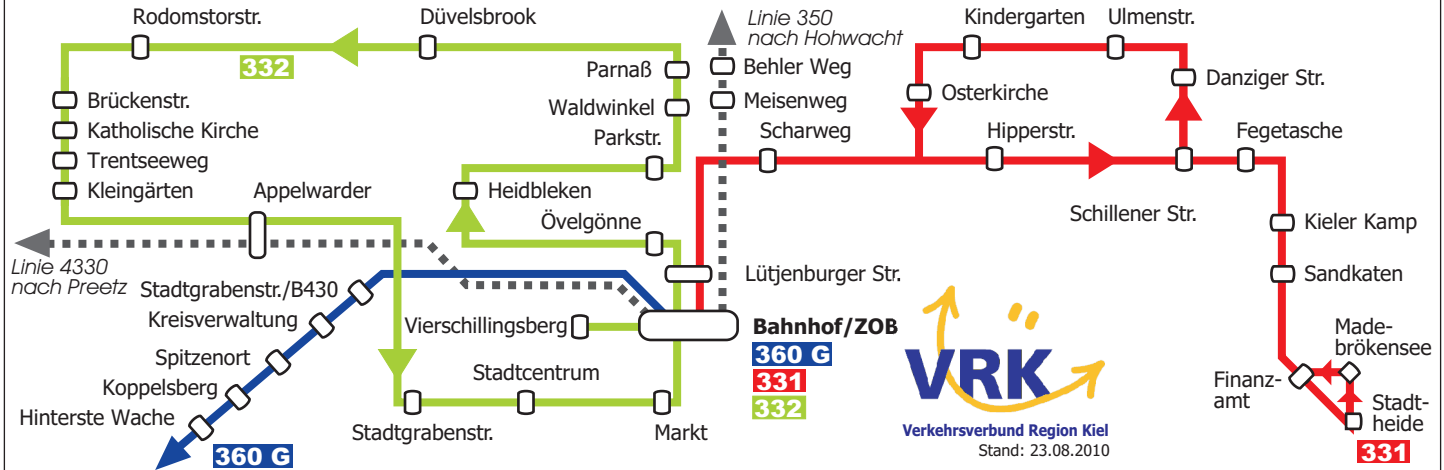 Rodomstorstr.
Düvelsbrook
332
Parnaß
Waldwinkel
Parkstr.
Brückenstr.
Katholische Kirche
Trentseeweg
Kleingärten
Appelwarder
Heidbleken
Övelgönne
Linie 4330
nach Preetz
Stadtgrabenstr./B430
Kreisverwaltung
Spitzenort
Koppelsberg
Hinterste Wache
360 G
Vierschillingsberg
Stadtcentrum
Stadtgrabenstr.
Markt
Linie 350
nach Hohwacht
Behler Weg
Meisenweg
Scharweg
Lütjenburger Str.
Bahnhof/ZOB
360 G
331
332
Kindergarten
Ulmenstr.
Osterkirche
Danziger Str.
Hipperstr.
Fegetasche
Schillener Str.
Kieler Kamp
Sandkaten
Made-
brökensee
Finanz-
amt
Stadt-
heide
331
VRK
Verkehrsverbund Region Kiel
Stand: 23.08.2010